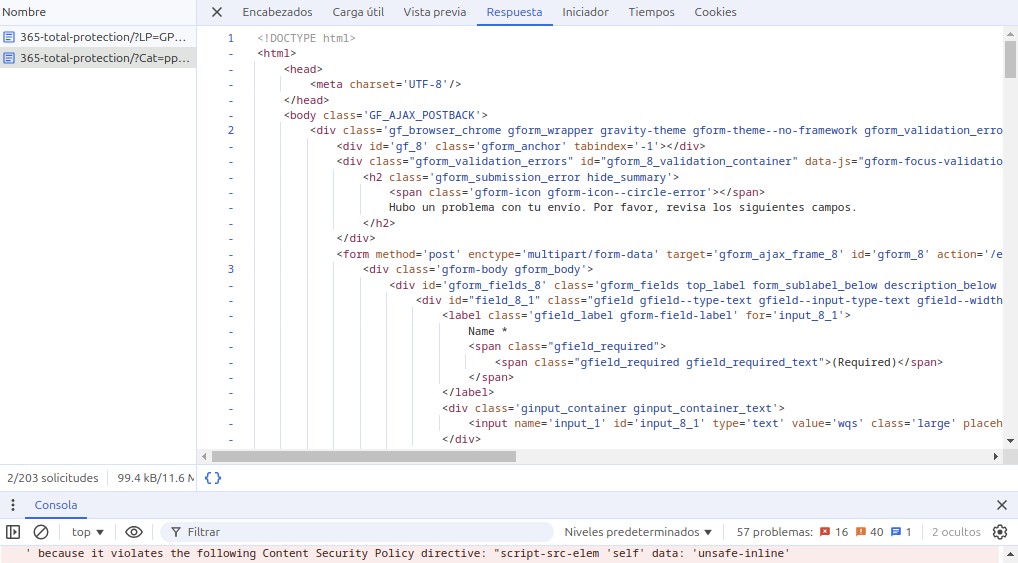 Nombre
365-total-protection/?LP=GP...
365-total-protection/?Cat=pp...
Encabezados Carga útil Vista previa Respuesta Iniciador Tiempos Cookies
1 <!DOCTYPE html>
- <html>
- <head>
- <meta charset='UTF-8'/>
- </head>
- <body class='GF_AJAX_POSTBACK'>
2 <div class='gf_browser_chrome gform_wrapper gravity-theme gform-theme--no-framework gform_validation_erro
- <div id='gf_8' class='gform_anchor' tabindex='-1'></div>
- <div class="gform_validation_errors" id="gform_8_validation_container" data-js="gform-focus-validatio
- <h2 class='gform_submission_error hide_summary'>
- <span class='gform-icon gform-icon--circle-error'></span>
- Hubo un problema con tu envío. Por favor, revisa los siguientes campos.
- </h2>
- </div>
- <form method='post' enctype='multipart/form-data' target='gform_ajax_frame_8' id='gform_8' action='/e
3 <div class='gform-body gform_body'>
- <div id='gform_fields_8' class='gform_fields top_label form_sublabel_below description_below
- <div id="field_8_1" class="gfield gfield--type-text gfield--input-type-text gfield--width
- <label class='gfield_label gform-field-label' for='input_8_1'>
- Name *
- <span class="gfield_required">
- <span class="gfield_required gfield_required_text">(Required)</span>
- </span>
- </label>
- <div class='ginput_container ginput_container_text'>
- <input name='input_1' id='input_8_1' type='text' value='wqs' class='large' placeh
- </div>
2/203 solicitudes 99.4 kB/11.6 M {}
Consola
top Filtrar Niveles predeterminados 57 problemas: 16 40 1 2 ocultos
' because it violates the following Content Security Policy directive: "script-src-elem 'self' data: 'unsafe-inline'